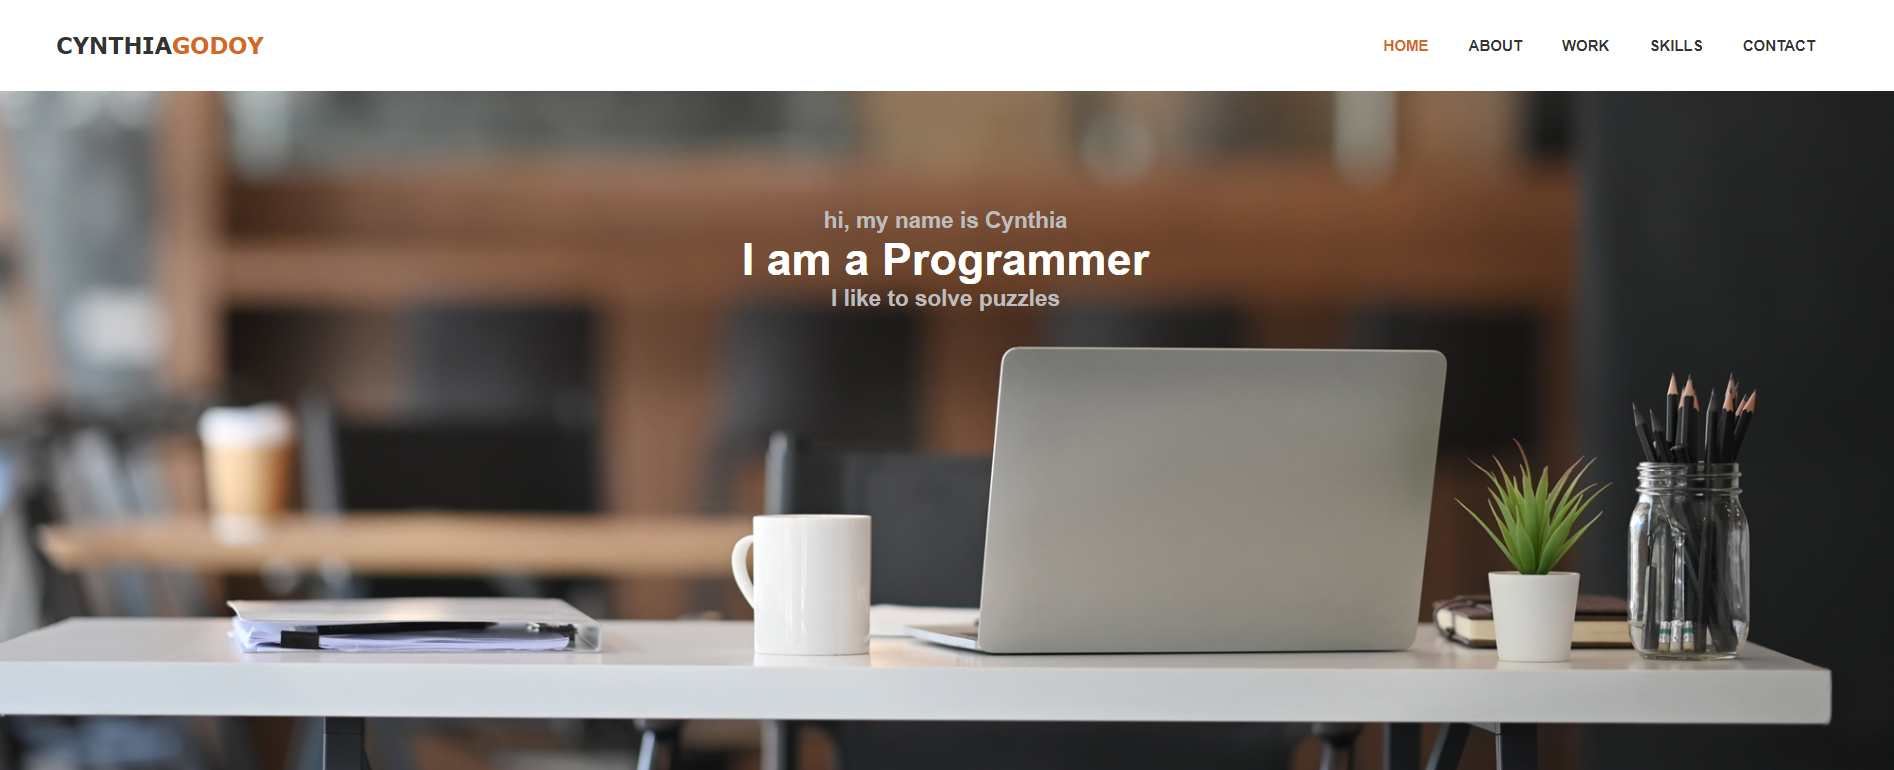 CYNTHIAGODOY
HOME ABOUT WORK SKILLS CONTACT
hi, my name is Cynthia
I am a Programmer
I like to solve puzzles